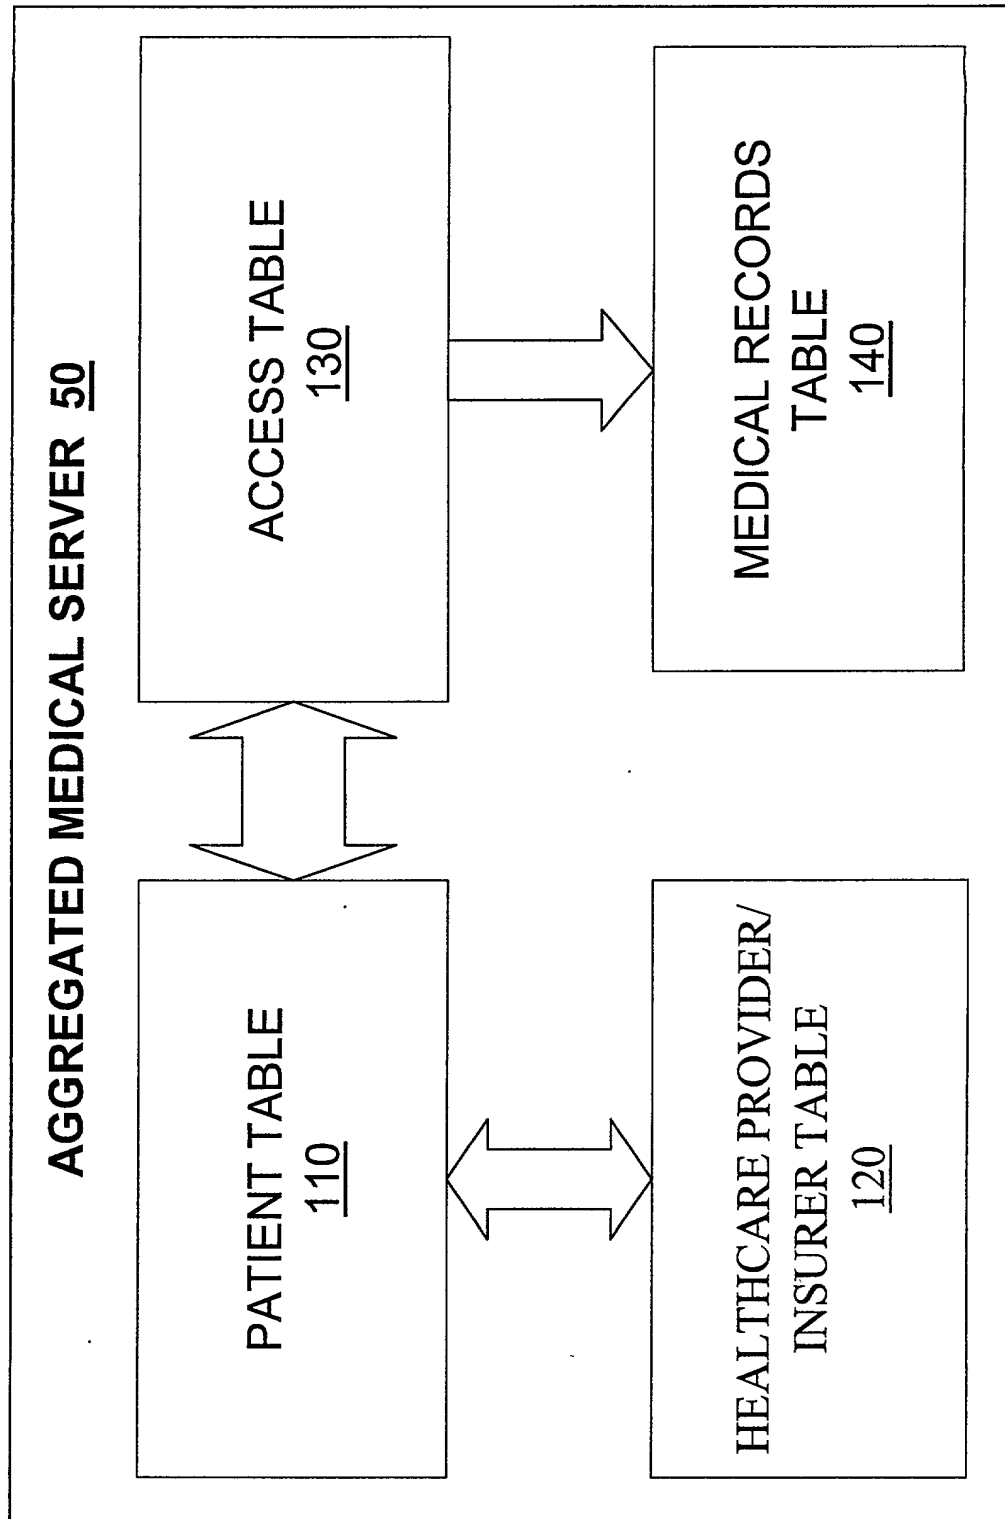 AGGREGATED MEDICAL SERVER 50
PATIENT TABLE
110
ACCESS TABLE
130
HEALTHCARE PROVIDER/
INSURER TABLE
120
MEDICAL RECORDS
TABLE
140